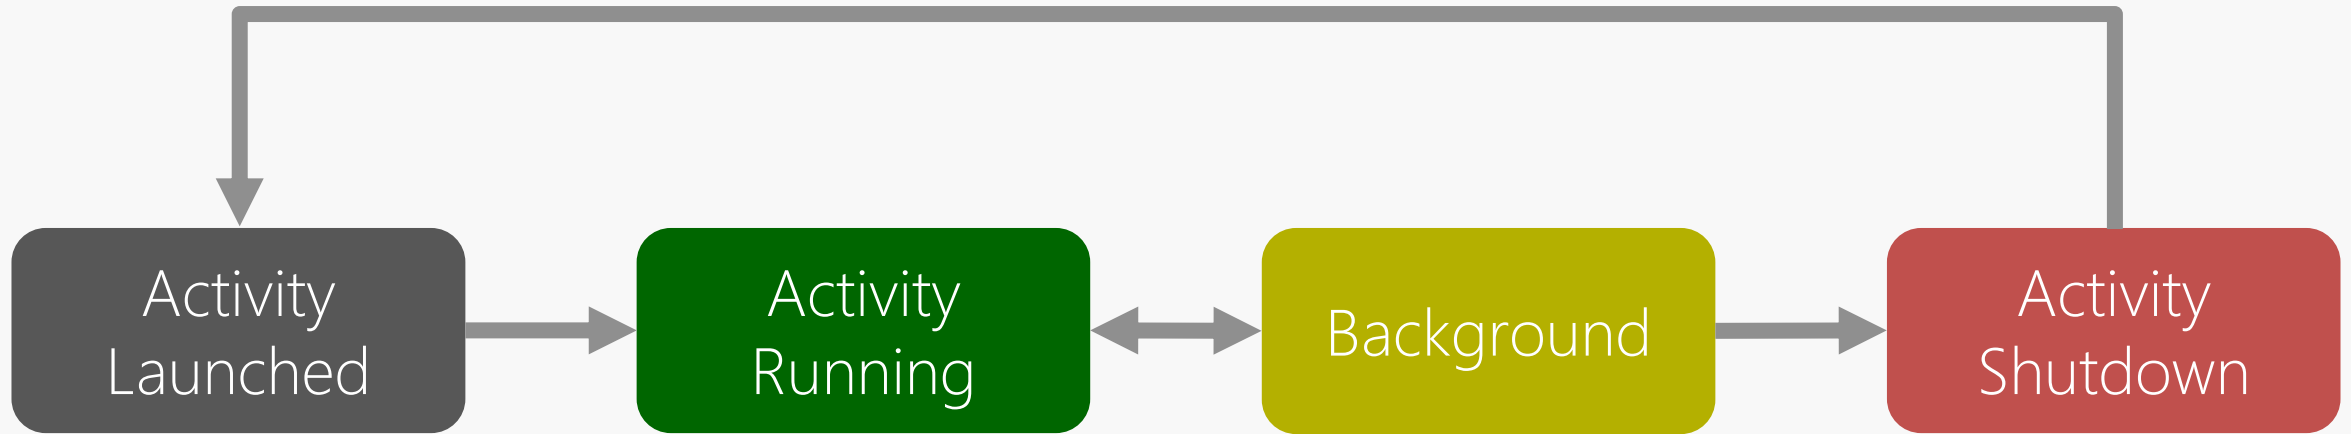 Activity
Launched
Activity
Running
Background
Activity
Shutdown